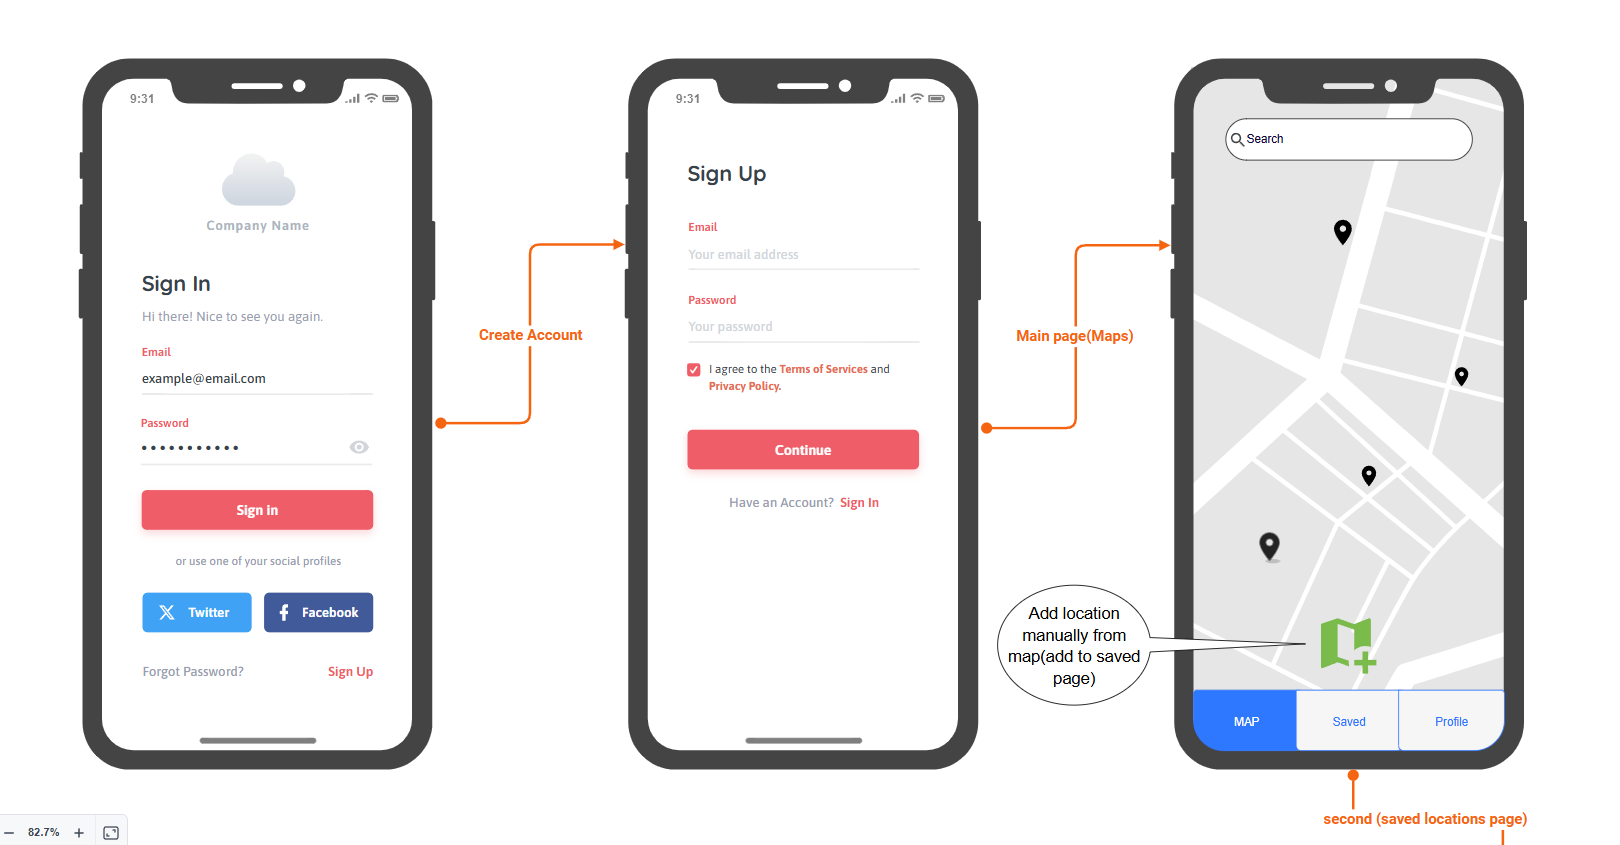 9:31
Company Name
Sign In
Hi there! Nice to see you again.
Email
example@email.com
Password
•••••••••••
Sign in
or use one of your social profiles
Twitter
Facebook
Forgot Password?
Sign Up
Create Account
9:31
Sign Up
Email
Your email address
Password
Your password
I agree to the Terms of Services and
Privacy Policy.
Continue
Have an Account? Sign In
Main page(Maps)
Search
Add location
manually from
map(add to saved
page)
MAP
Saved
Profile
second (saved locations page)
82.7%